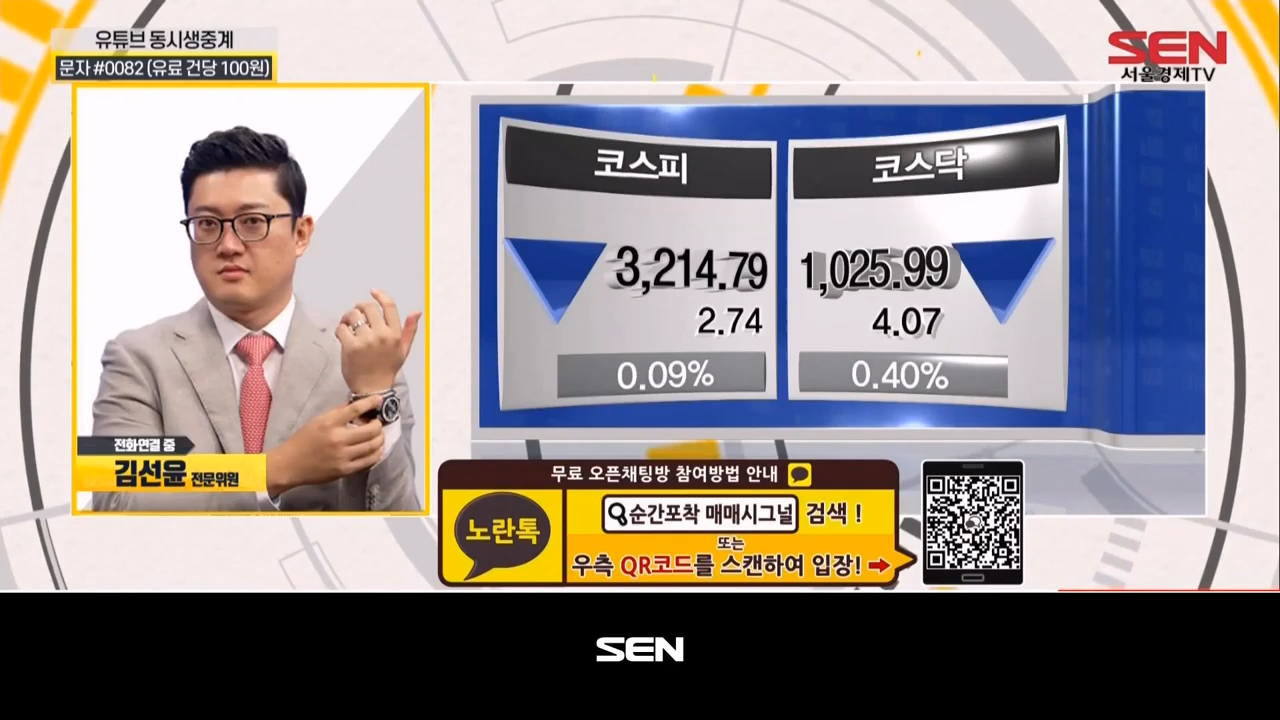 유튜브 동시생중계
문자 #0082 (유료 건당 100원)
SEN
서울경제TV
코스피
3,214.79
2.74
0.09%
코스닥
1,025.99
4.07
0.40%
전화연결 중
김선윤 전문위원
무료 오픈채팅방 참여방법 안내
노란톡
순간포착 매매시그널 검색 !
또는
우측 QR코드를 스캔하여 입장!
SEN